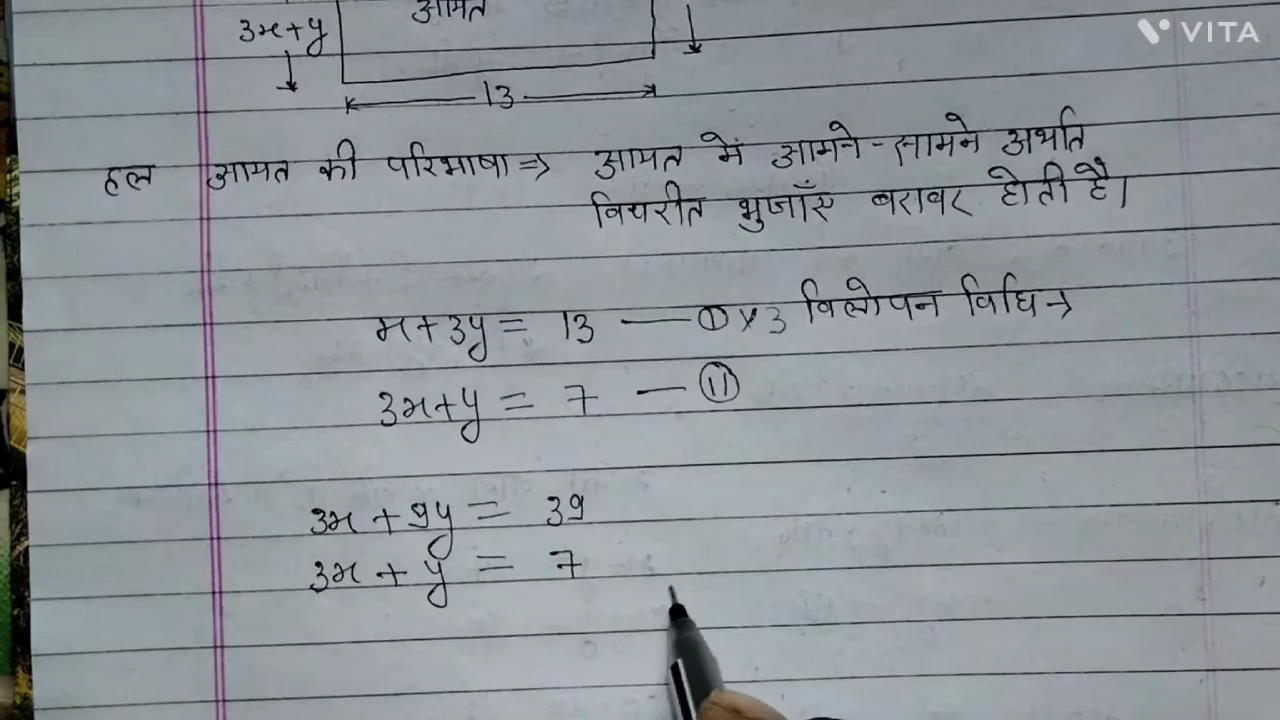 आयत
VITA
3x+y
13
हल आयत की परिभाषा ⇒ आयत में आमने-सामने अर्थात
विपरीत भुजाँए बराबर होती है।
x+3y = 13 — ①×3 विलोपन विधि →
3x+y = 7 — ⑪
3x + 9y = 39
3x + y = 7